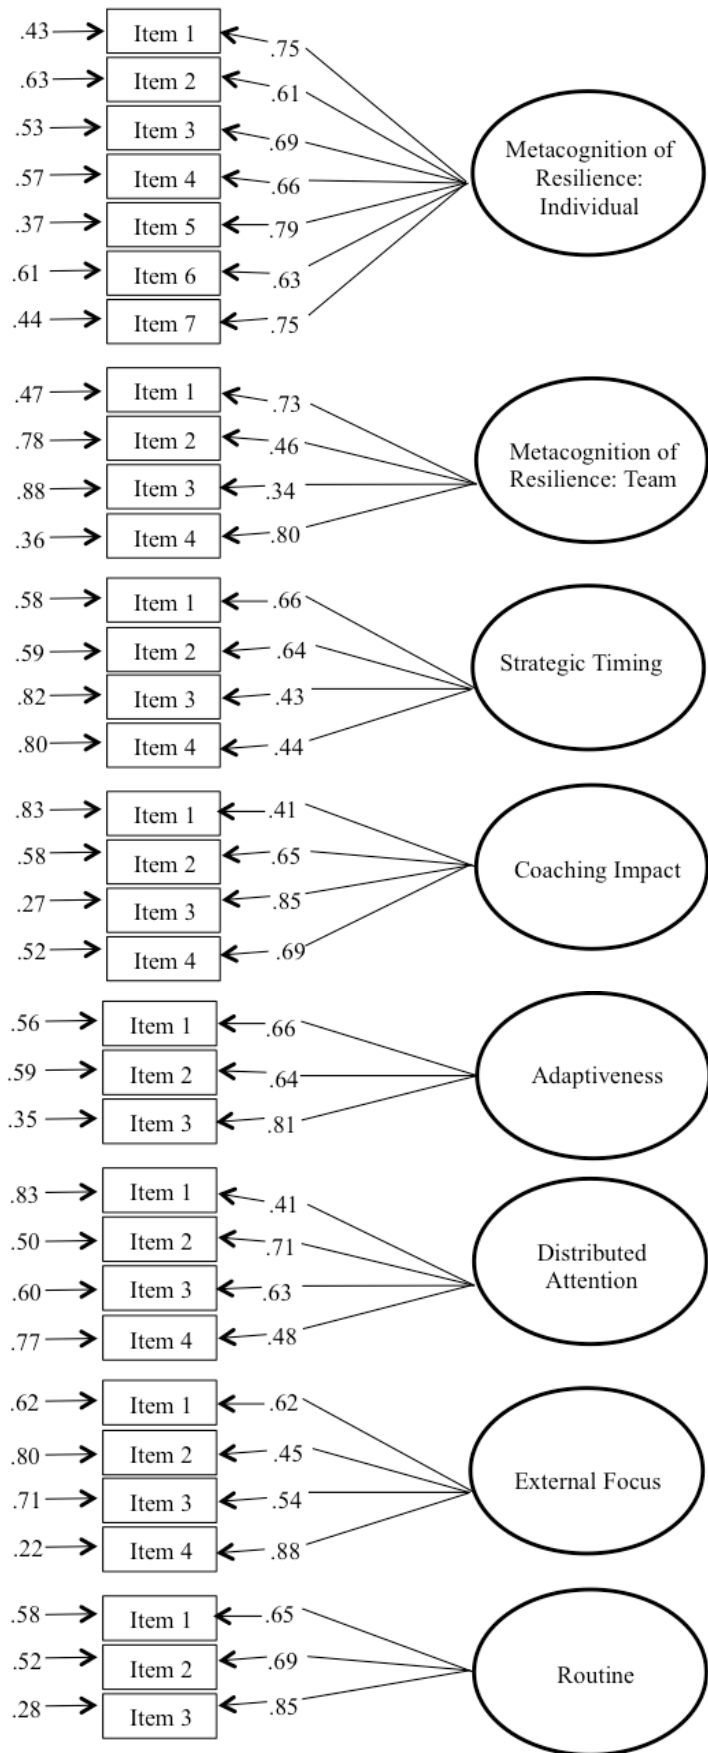 .43 Item 1 .75
.63 Item 2 .61
.53 Item 3 .69
.57 Item 4 .66
.37 Item 5 .79
.61 Item 6 .63
.44 Item 7 .75
Metacognition of
Resilience:
Individual
.47 Item 1 .73
.78 Item 2 .46
.88 Item 3 .34
.36 Item 4 .80
Metacognition of
Resilience: Team
.58 Item 1 .66
.59 Item 2 .64
.82 Item 3 .43
.80 Item 4 .44
Strategic Timing
.83 Item 1 .41
.58 Item 2 .65
.27 Item 3 .85
.52 Item 4 .69
Coaching Impact
.56 Item 1 .66
.59 Item 2 .64
.35 Item 3 .81
Adaptiveness
.83 Item 1 .41
.50 Item 2 .71
.60 Item 3 .63
.77 Item 4 .48
Distributed
Attention
.62 Item 1 .62
.80 Item 2 .45
.71 Item 3 .54
.22 Item 4 .88
External Focus
.58 Item 1 .65
.52 Item 2 .69
.28 Item 3 .85
Routine